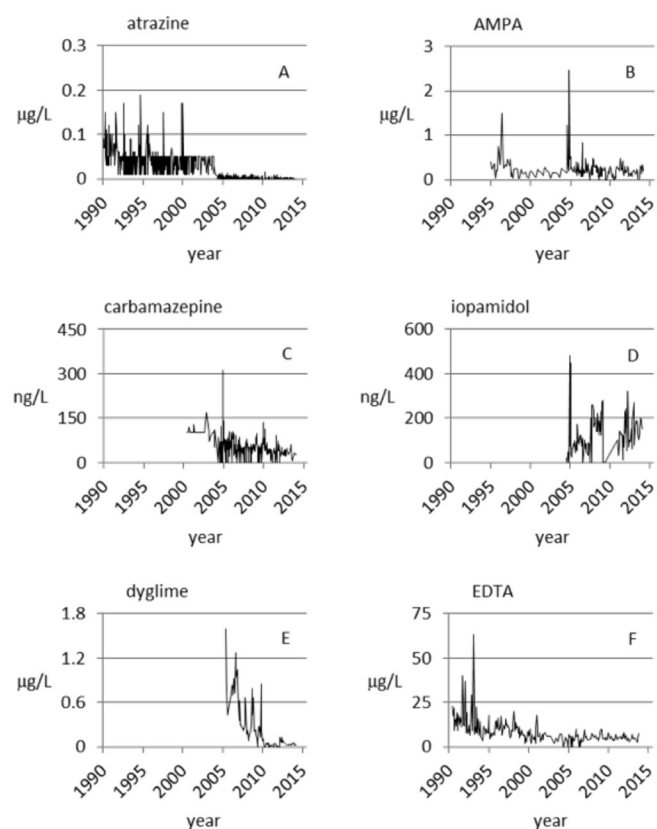 atrazine
0.3
A
0.2
µg/L
0.1
0
1990
1995
2000
2005
2010
2015
year
AMPA
3
B
2
µg/L
1
0
1990
1995
2000
2005
2010
2015
year
carbamazepine
450
C
300
ng/L
150
0
1990
1995
2000
2005
2010
2015
year
iopamidol
600
D
400
ng/L
200
0
1990
1995
2000
2005
2010
2015
year
dyglime
1.8
E
1.2
µg/L
0.6
0
1990
1995
2000
2005
2010
2015
year
EDTA
75
F
50
µg/L
25
0
1990
1995
2000
2005
2010
2015
year